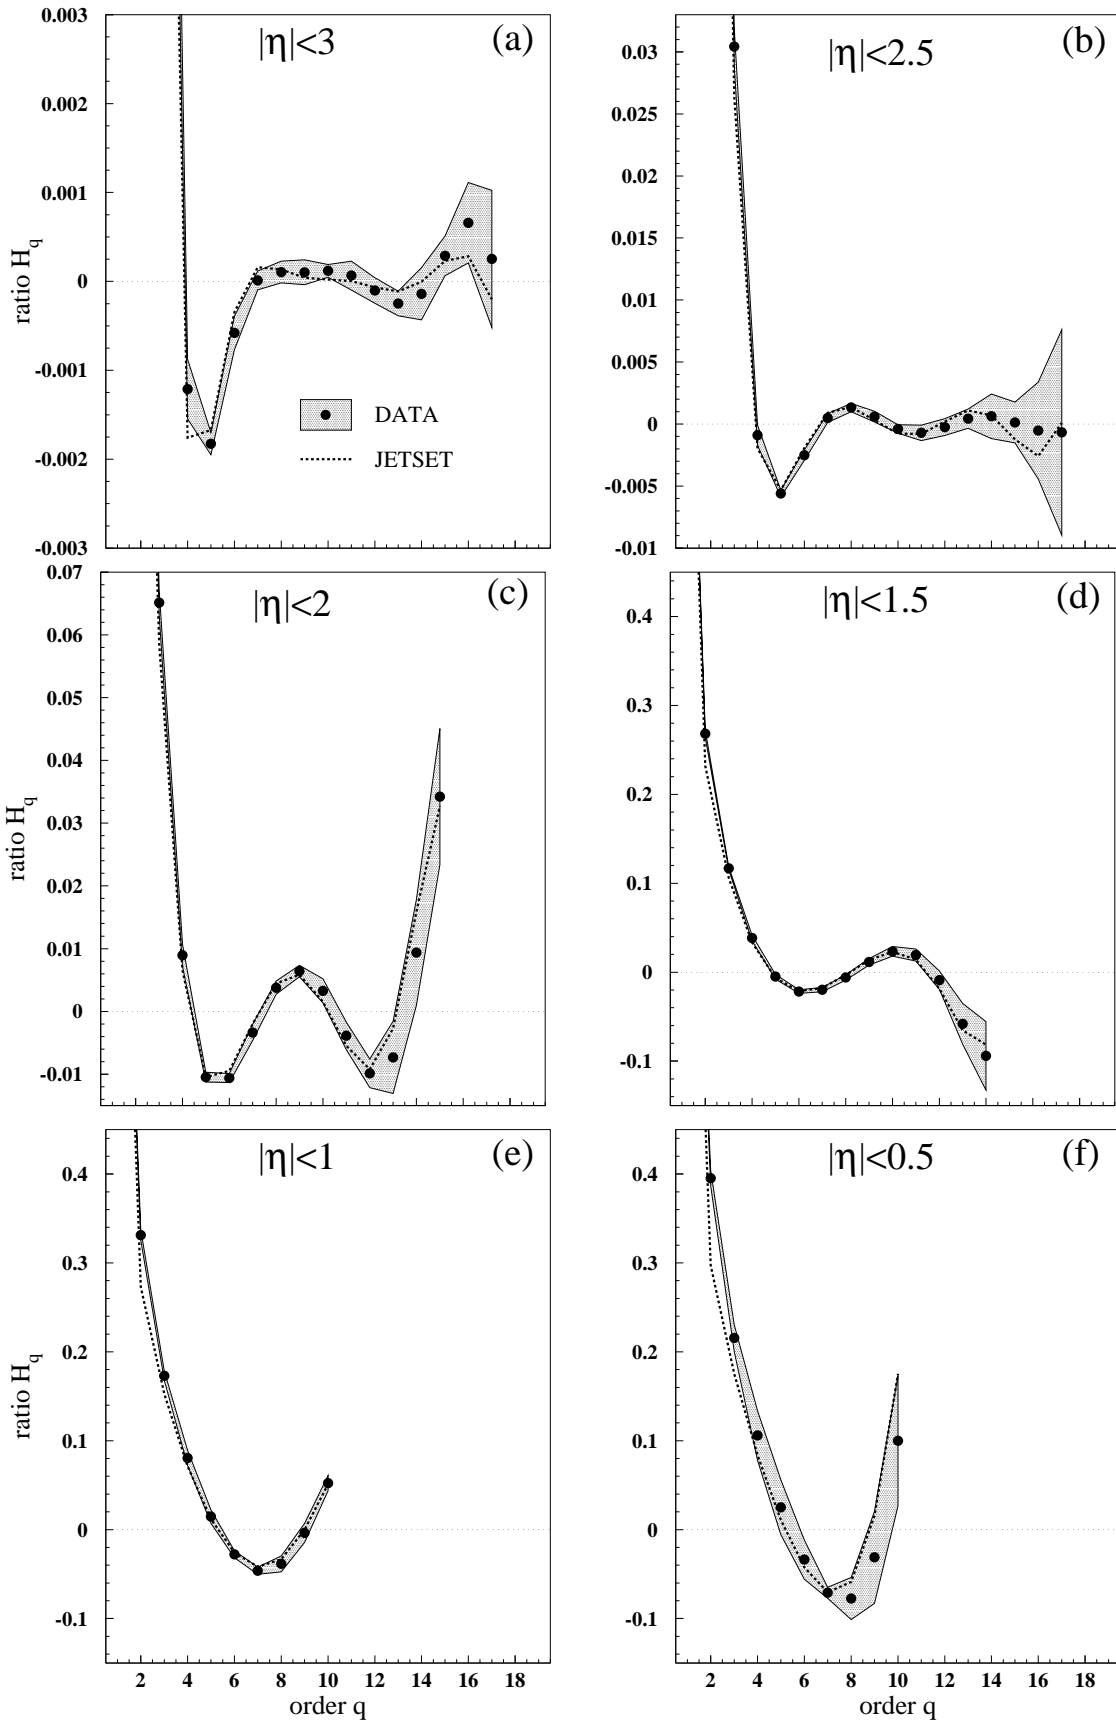 |η|<3
(a)
0.003
0.002
0.001
0
-0.001
-0.002
-0.003
ratio H_q
DATA
JETSET
|η|<2.5
(b)
0.03
0.025
0.02
0.015
0.01
0.005
0
-0.005
-0.01
|η|<2
(c)
0.07
0.06
0.05
0.04
0.03
0.02
0.01
0
-0.01
ratio H_q
|η|<1.5
(d)
0.4
0.3
0.2
0.1
0
-0.1
|η|<1
(e)
0.4
0.3
0.2
0.1
0
-0.1
ratio H_q
2 4 6 8 10 12 14 16 18
order q
|η|<0.5
(f)
0.4
0.3
0.2
0.1
0
-0.1
2 4 6 8 10 12 14 16 18
order q